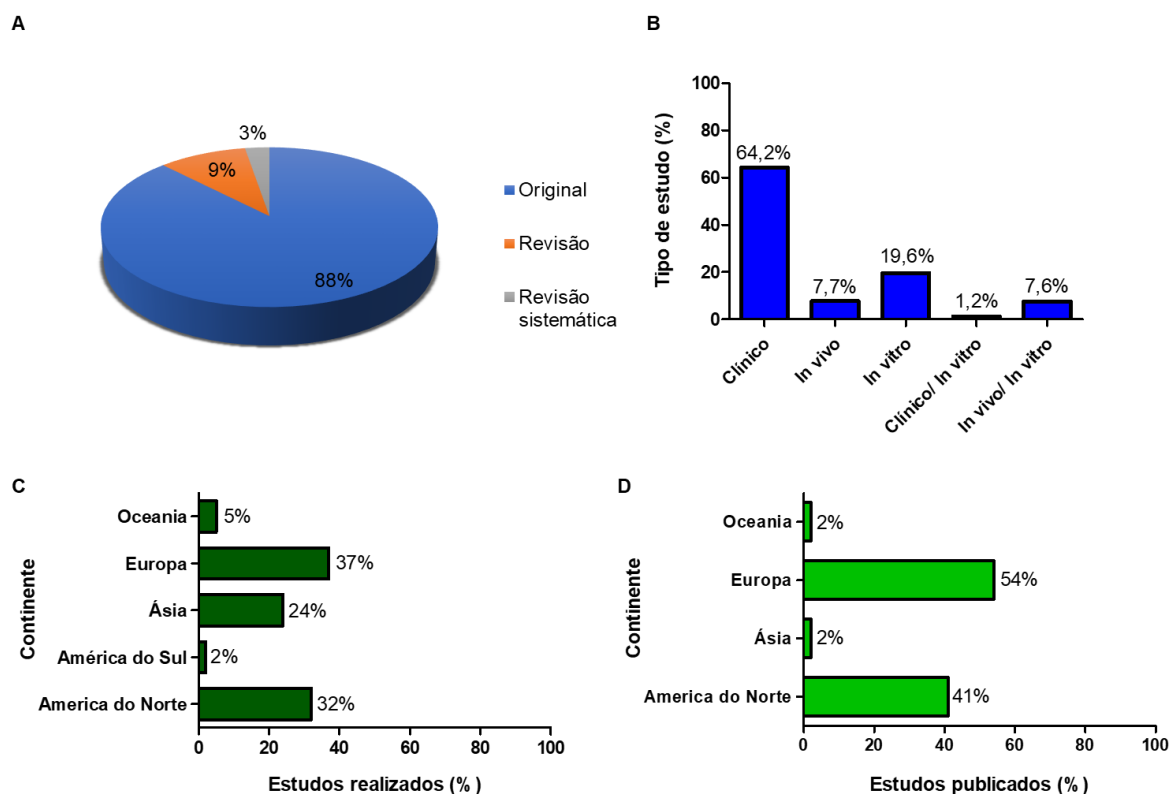 A
3%
9%
88%
Original
Revisão
Revisão
sistemática
B
Tipo de estudo (%)
100
80
60
40
20
0
64,2%
7,7%
19,6%
1,2%
7,6%
Clínico
In vivo
In vitro
Clínico/ In vitro
In vivo/ In vitro
C
Continente
Oceania
5%
Europa
37%
Ásia
24%
América do Sul
2%
America do Norte
32%
0
20
40
60
80
100
Estudos realizados (% )
D
Continente
Oceania
2%
Europa
54%
Ásia
2%
America do Norte
41%
0
20
40
60
80
100
Estudos publicados (% )